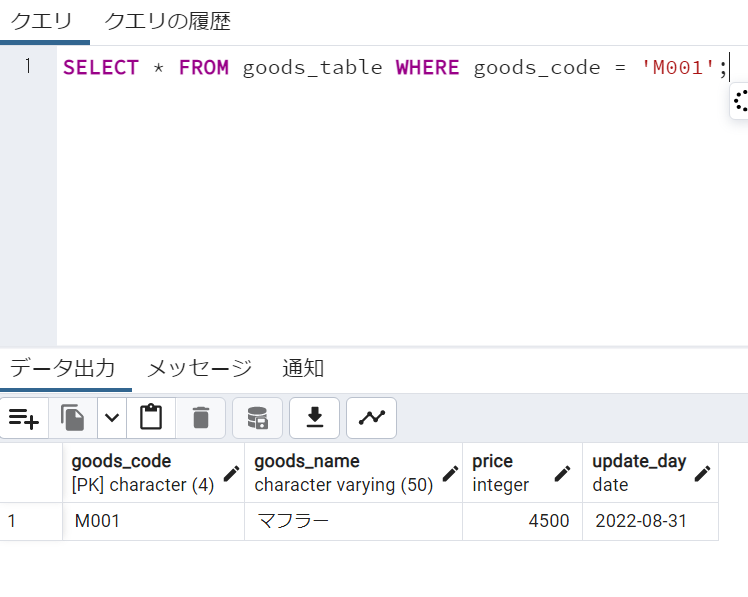 クエリ クエリの履歴
1 SELECT * FROM goods_table WHERE goods_code = 'M001';
データ出力 メッセージ 通知
goods_code goods_name price update_day
[PK] character (4) character varying (50) integer date
1 M001 マフラー 4500 2022-08-31